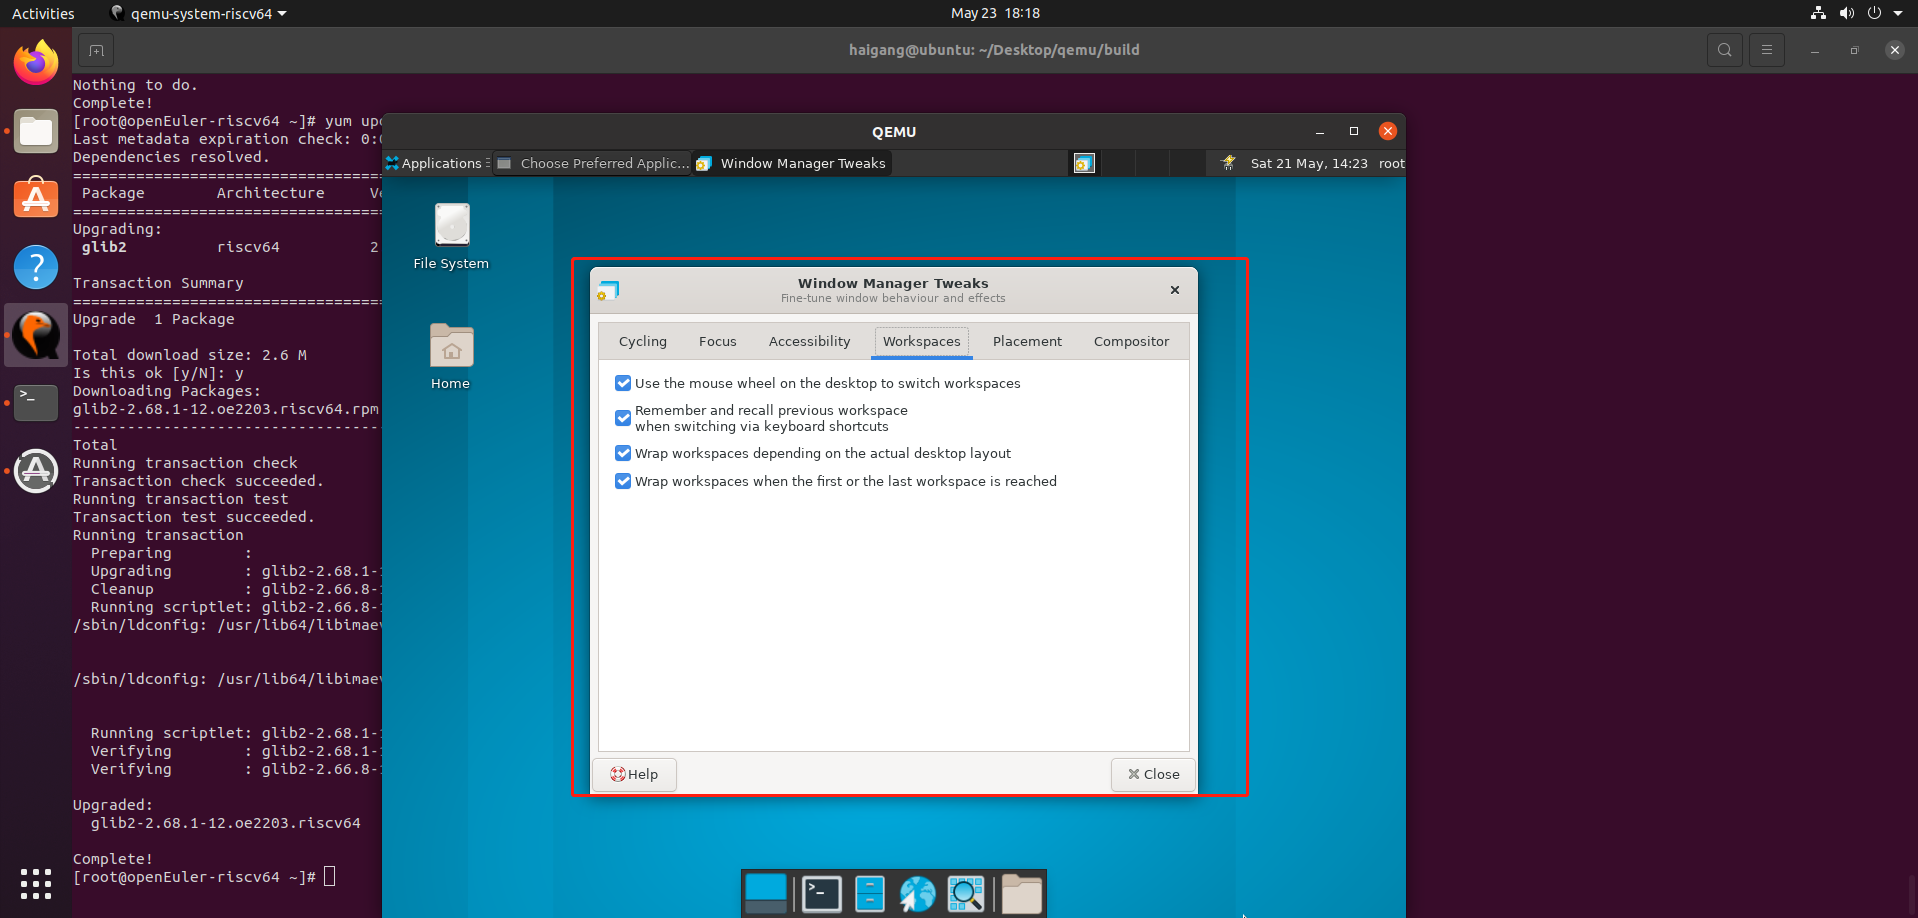 Activities
qemu-system-riscv64
May 23 18:18
haigang@ubuntu: ~/Desktop/qemu/build
Nothing to do.
Complete!
[root@openEuler-riscv64 ~]# yum upd
Last metadata expiration check: 0:0
Dependencies resolved.
Package Architecture Ve
Upgrading:
glib2 riscv64 2
Transaction Summary
Upgrade 1 Package
Total download size: 2.6 M
Is this ok [y/N]: y
Downloading Packages:
glib2-2.68.1-12.oe2203.riscv64.rpm
Total
Running transaction check
Transaction check succeeded.
Running transaction test
Transaction test succeeded.
Running transaction
Preparing :
Upgrading : glib2-2.68.1-1
Cleanup : glib2-2.66.8-1
Running scriptlet: glib2-2.66.8-1
/sbin/ldconfig: /usr/lib64/libimaev
/sbin/ldconfig: /usr/lib64/libimaev
Running scriptlet: glib2-2.68.1-1
Verifying : glib2-2.68.1-1
Verifying : glib2-2.66.8-1
Upgraded:
glib2-2.68.1-12.oe2203.riscv64
Complete!
[root@openEuler-riscv64 ~]#
QEMU
Applications
Choose Preferred Applic...
Window Manager Tweaks
Sat 21 May, 14:23
root
File System
Home
Window Manager Tweaks
Fine-tune window behaviour and effects
Cycling Focus Accessibility Workspaces Placement Compositor
Use the mouse wheel on the desktop to switch workspaces
Remember and recall previous workspace
when switching via keyboard shortcuts
Wrap workspaces depending on the actual desktop layout
Wrap workspaces when the first or the last workspace is reached
Help
Close